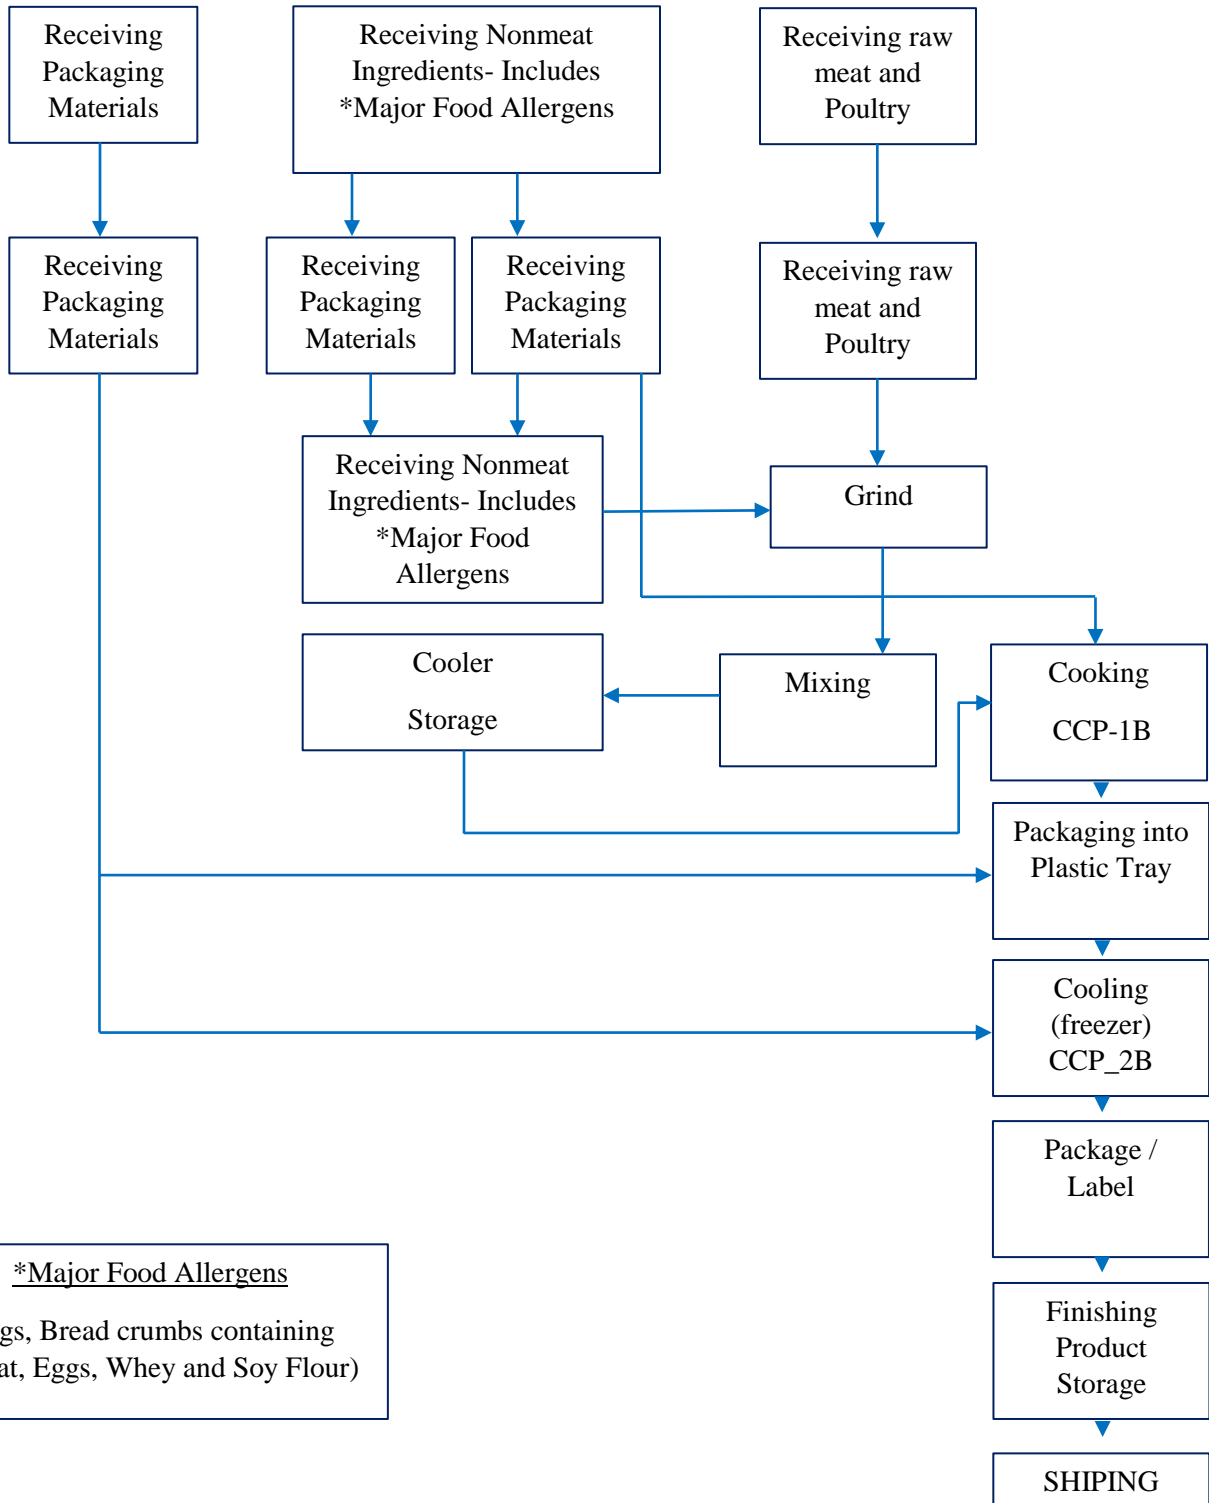 Receiving
Packaging
Materials
Receiving Nonmeat
Ingredients- Includes
*Major Food Allergens
Receiving raw
meat and
Poultry
Receiving
Packaging
Materials
Receiving
Packaging
Materials
Receiving
Packaging
Materials
Receiving raw
meat and
Poultry
Receiving Nonmeat
Ingredients- Includes
*Major Food
Allergens
Grind
Cooler
Storage
Mixing
Cooking
CCP-1B
Packaging into
Plastic Tray
Cooling
(freezer)
CCP_2B
Package /
Label
*Major Food Allergens
gs, Bread crumbs containing
at, Eggs, Whey and Soy Flour)
Finishing
Product
Storage
SHIPING